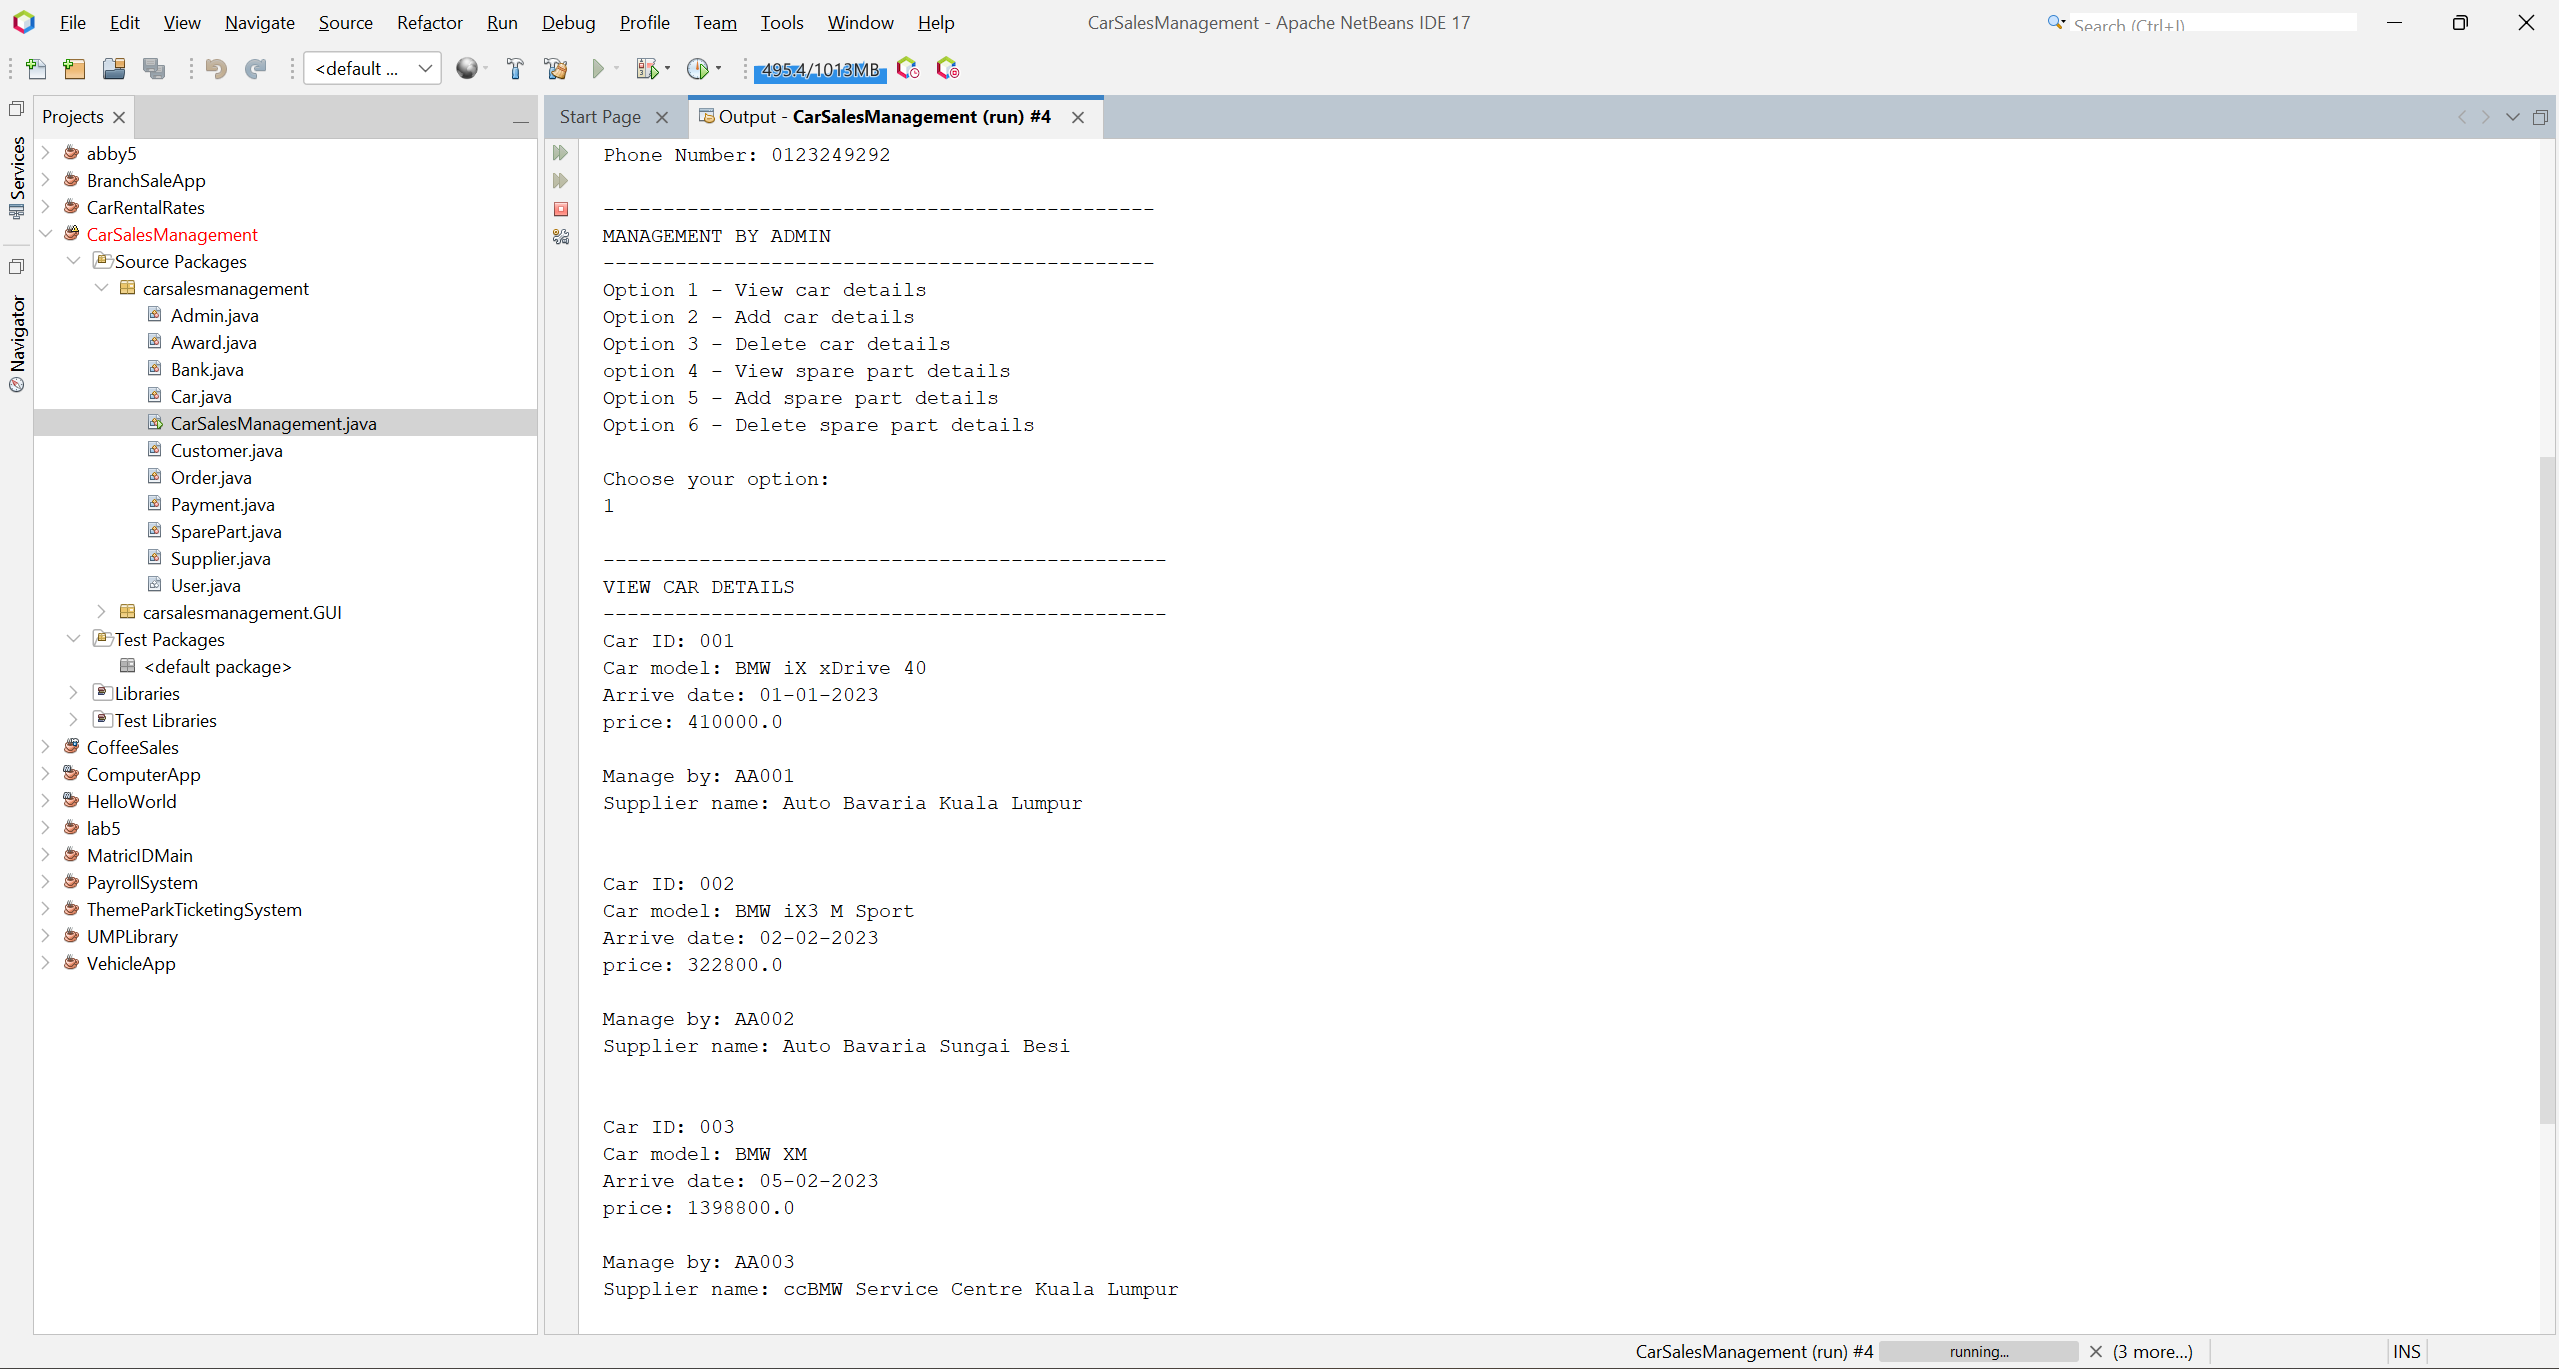 File Edit View Navigate Source Refactor Run Debug Profile Team Tools Window Help CarSalesManagement - Apache NetBeans IDE 17 Search (Ctrl+I)
<default ... 495.4/1013MB
Services
Navigator
Projects
abby5
BranchSaleApp
CarRentalRates
CarSalesManagement
Source Packages
carsalesmanagement
Admin.java
Award.java
Bank.java
Car.java
CarSalesManagement.java
Customer.java
Order.java
Payment.java
SparePart.java
Supplier.java
User.java
carsalesmanagement.GUI
Test Packages
<default package>
Libraries
Test Libraries
CoffeeSales
ComputerApp
HelloWorld
lab5
MatricIDMain
PayrollSystem
ThemeParkTicketingSystem
UMPLibrary
VehicleApp
Start Page Output - CarSalesManagement (run) #4
Phone Number: 0123249292
----------------------------------------------
MANAGEMENT BY ADMIN
----------------------------------------------
Option 1 - View car details
Option 2 - Add car details
Option 3 - Delete car details
option 4 - View spare part details
Option 5 - Add spare part details
Option 6 - Delete spare part details
Choose your option:
1
-----------------------------------------------
VIEW CAR DETAILS
-----------------------------------------------
Car ID: 001
Car model: BMW iX xDrive 40
Arrive date: 01-01-2023
price: 410000.0
Manage by: AA001
Supplier name: Auto Bavaria Kuala Lumpur
Car ID: 002
Car model: BMW iX3 M Sport
Arrive date: 02-02-2023
price: 322800.0
Manage by: AA002
Supplier name: Auto Bavaria Sungai Besi
Car ID: 003
Car model: BMW XM
Arrive date: 05-02-2023
price: 1398800.0
Manage by: AA003
Supplier name: ccBMW Service Centre Kuala Lumpur
CarSalesManagement (run) #4 running... (3 more...) INS